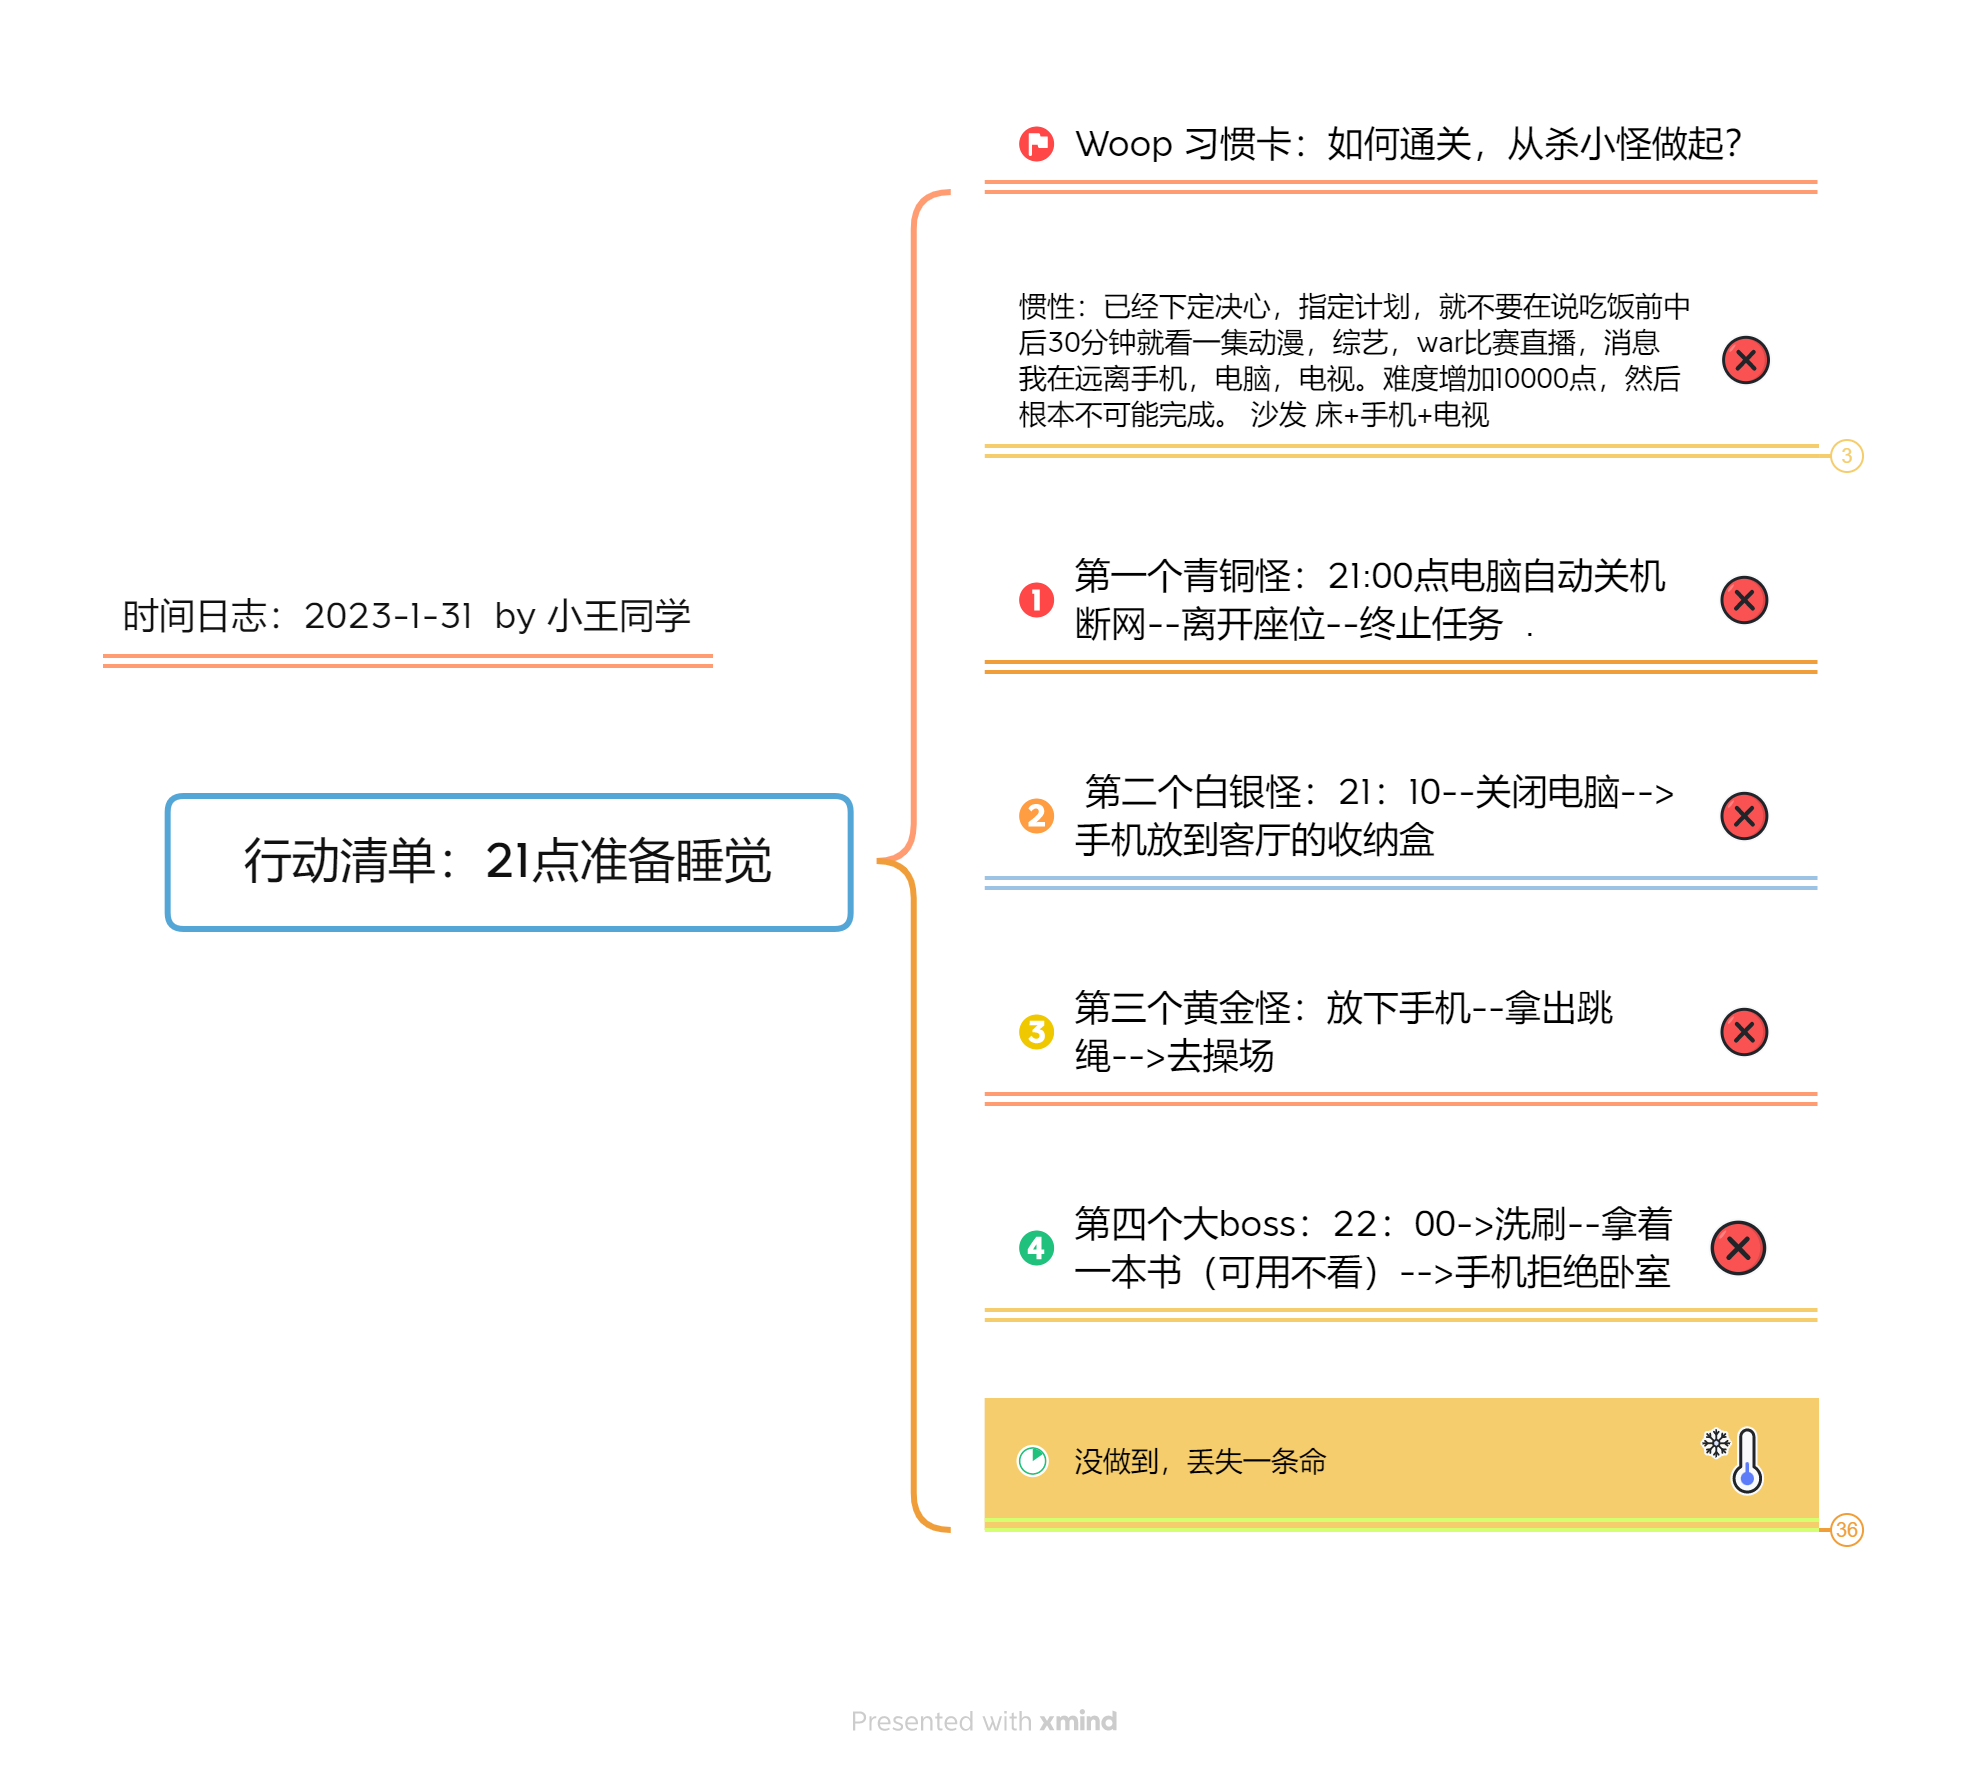 Woop 习惯卡：如何通关，从杀小怪做起？
惯性：已经下定决心，指定计划，就不要在说吃饭前中
后30分钟就看一集动漫，综艺，war比赛直播，消息
我在远离手机，电脑，电视。难度增加10000点，然后
根本不可能完成。 沙发 床+手机+电视
3
1
第一个青铜怪：21:00点电脑自动关机
断网--离开座位--终止任务 .
时间日志：2023-1-31 by 小王同学
2
第二个白银怪：21：10--关闭电脑-->
手机放到客厅的收纳盒
行动清单：21点准备睡觉
3
第三个黄金怪：放下手机--拿出跳
绳-->去操场
4
第四个大boss：22：00->洗刷--拿着
一本书（可用不看）-->手机拒绝卧室
没做到，丢失一条命
36
Presented with xmind